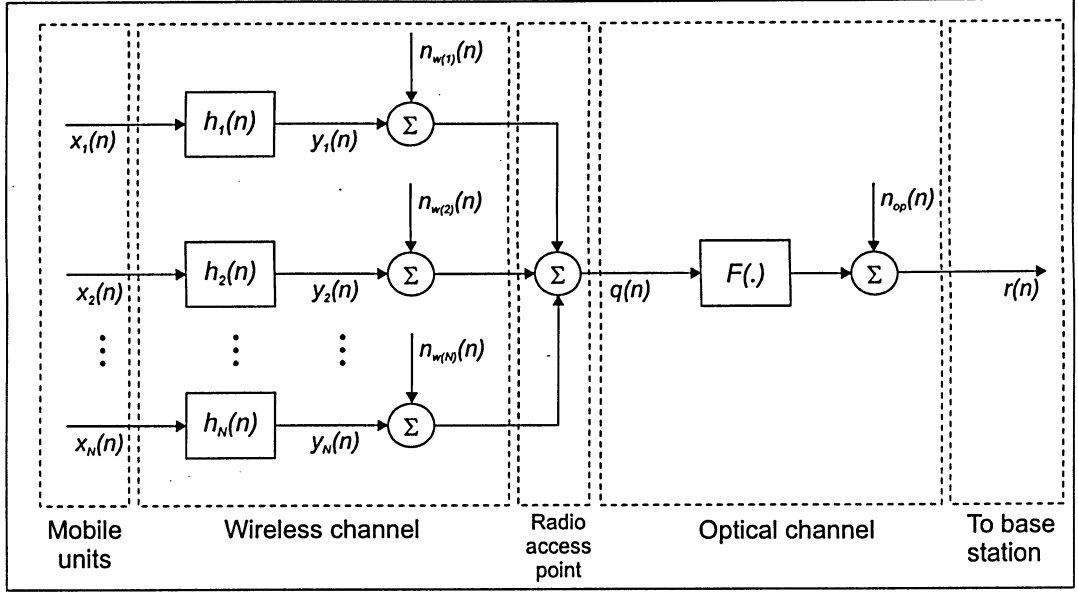 n_w(1)(n)
h_1(n)
Σ
x_1(n)
y_1(n)
n_w(2)(n)
n_op(n)
h_2(n)
Σ
Σ
F(.)
Σ
x_2(n)
y_2(n)
q(n)
r(n)
n_w(N)(n)
h_N(n)
Σ
x_N(n)
y_N(n)
Mobile
units
Wireless channel
Radio
access
point
Optical channel
To base
station